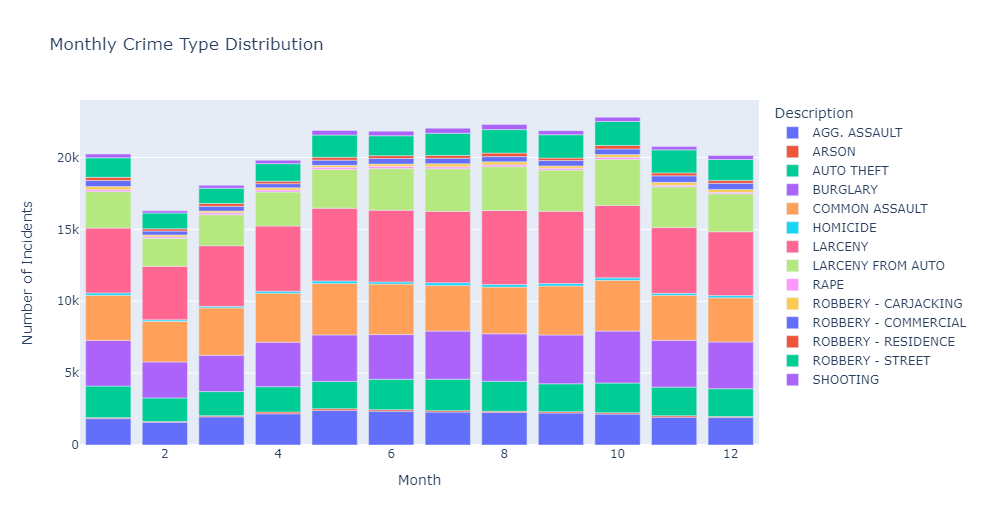 Monthly Crime Type Distribution
Number of Incidents
20k
15k
10k
5k
0
2
4
6
8
10
12
Month
Description
AGG. ASSAULT
ARSON
AUTO THEFT
BURGLARY
COMMON ASSAULT
HOMICIDE
LARCENY
LARCENY FROM AUTO
RAPE
ROBBERY - CARJACKING
ROBBERY - COMMERCIAL
ROBBERY - RESIDENCE
ROBBERY - STREET
SHOOTING